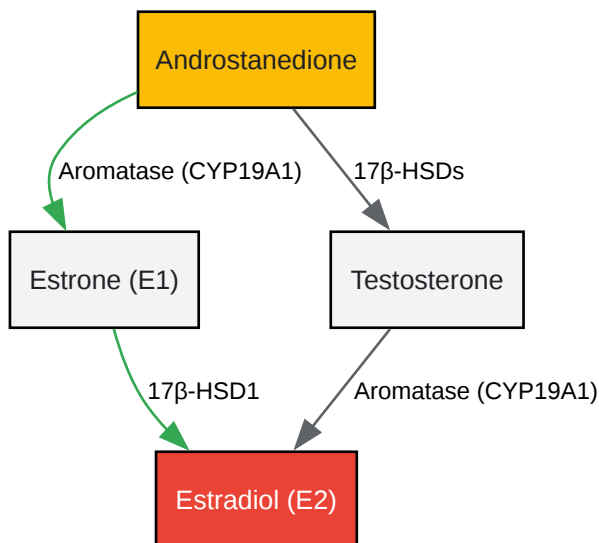 Androstanedione
Aromatase (CYP19A1)
17β-HSDs
Estrone (E1)
Testosterone
17β-HSD1
Aromatase (CYP19A1)
Estradiol (E2)